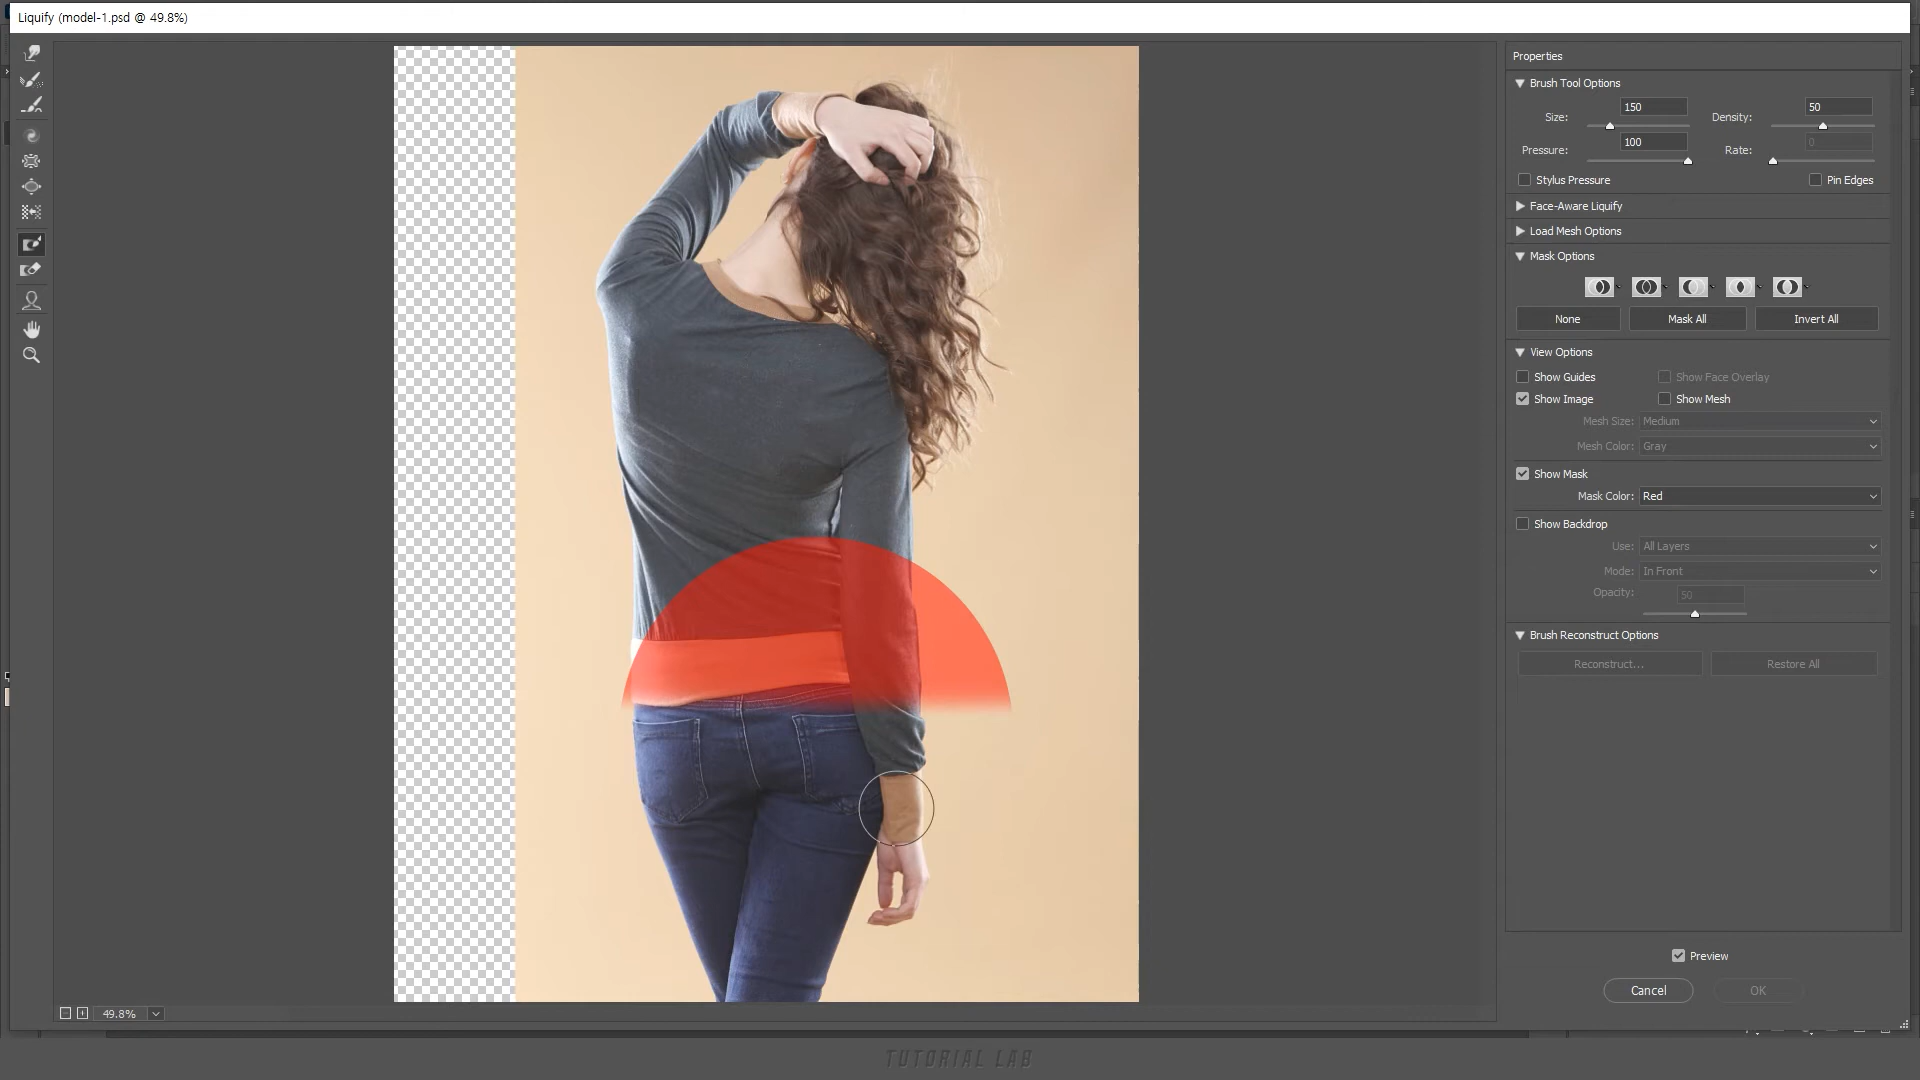 Liquify (model-1.psd @ 49.8%)
Properties
Brush Tool Options
Size: 150
Density: 50
Pressure: 100
Rate: 0
Stylus Pressure
Pin Edges
Face-Aware Liquify
Load Mesh Options
Mask Options
None
Mask All
Invert All
View Options
Show Guides
Show Face Overlay
Show Image
Show Mesh
Mesh Size: Medium
Mesh Color: Gray
Show Mask
Mask Color: Red
Show Backdrop
Use: All Layers
Mode: In Front
Opacity: 50
Brush Reconstruct Options
Reconstruct...
Restore All
Preview
Cancel
OK
49.8%
TUTORIAL LAB